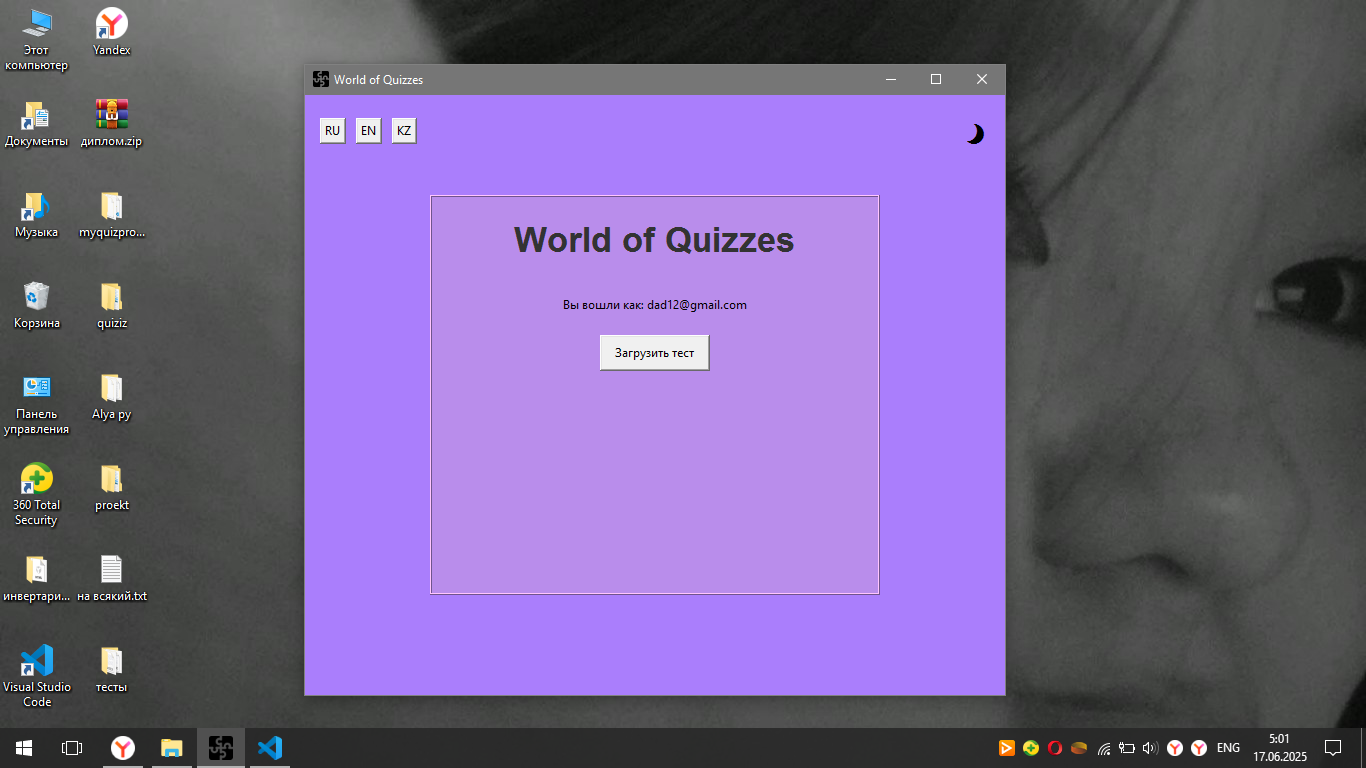 Этот
компьютер
Yandex
Документы
диплом.zip
Музыка
myquizpro...
Корзина
quiziz
Панель
управления
Alya py
360 Total
Security
proekt
инвертари...
на всякий.txt
Visual Studio
Code
тесты
World of Quizzes
RU EN KZ
World of Quizzes
Вы вошли как: dad12@gmail.com
Загрузить тест
ENG
5:01
17.06.2025